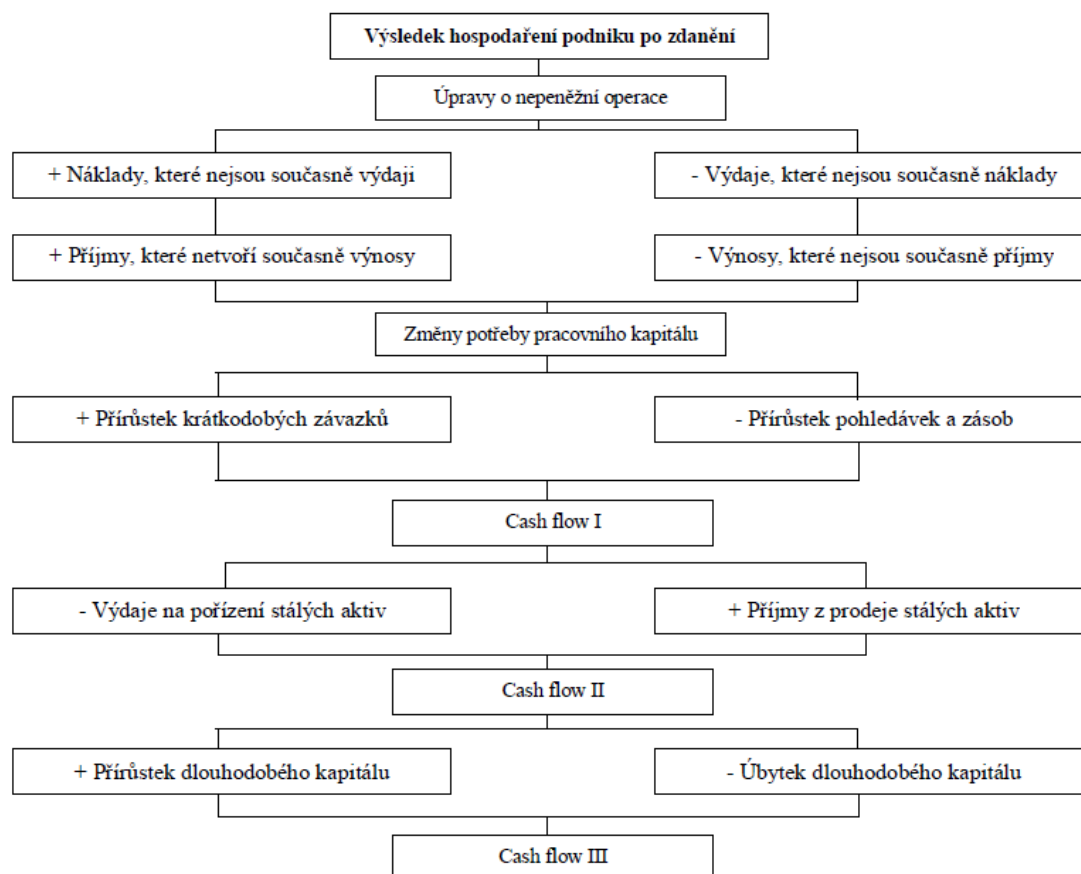 Výsledek hospodaření podniku po zdanění
Úpravy o nepeněžní operace
+ Náklady, které nejsou současně výdaji
- Výdaje, které nejsou současně náklady
+ Příjmy, které netvoří současně výnosy
- Výnosy, které nejsou současně příjmy
Změny potřeby pracovního kapitálu
+ Přírůstek krátkodobých závazků
- Přírůstek pohledávek a zásob
Cash flow I
- Výdaje na pořízení stálých aktiv
+ Příjmy z prodeje stálých aktiv
Cash flow II
+ Přírůstek dlouhodobého kapitálu
- Úbytek dlouhodobého kapitálu
Cash flow III